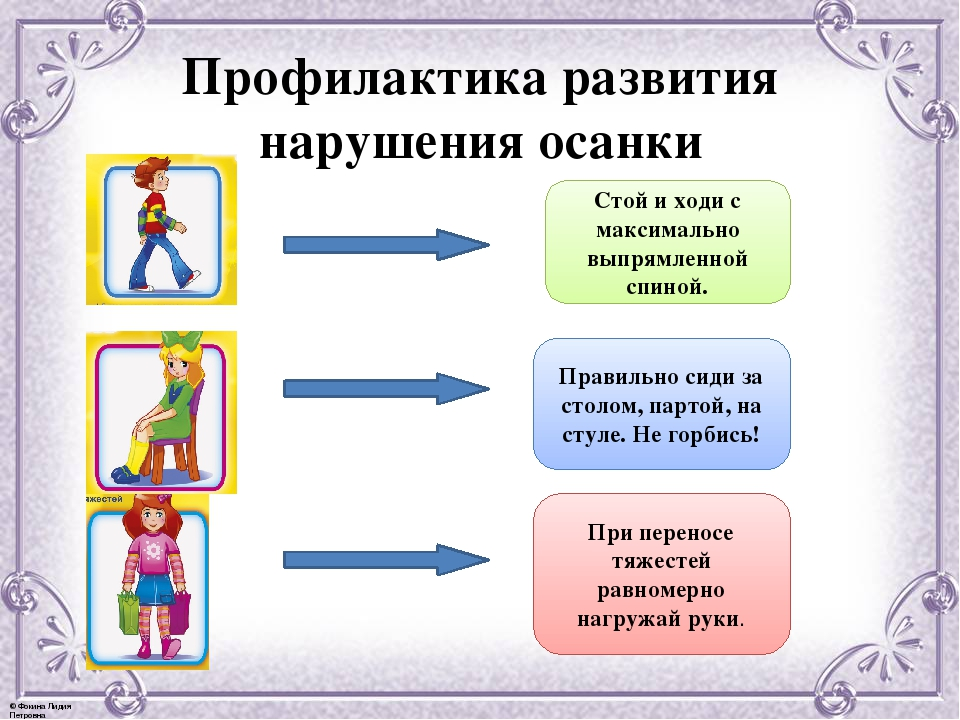 Профилактика развития
нарушения осанки
Стой и ходи с
максимально
выпрямленной
спиной.
Правильно сиди за
столом, партой, на
стуле. Не горбись!
яжестей
При переносе
тяжестей
равномерно
нагружай руки.
© Фокина Лидия
Петровна